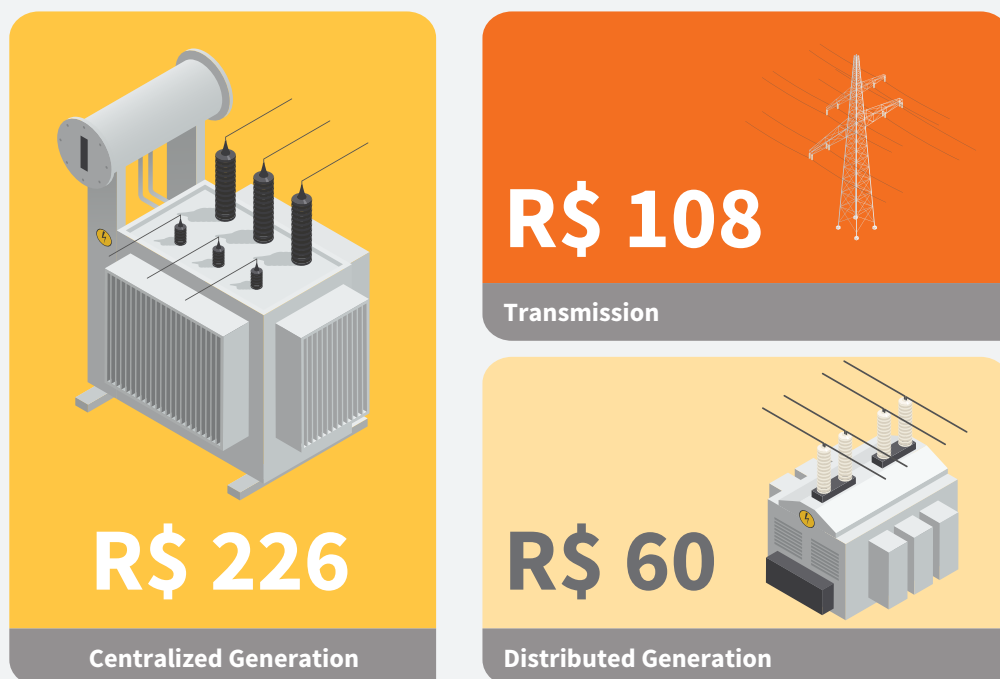 R$ 226
Centralized Generation
R$ 108
Transmission
R$ 60
Distributed Generation